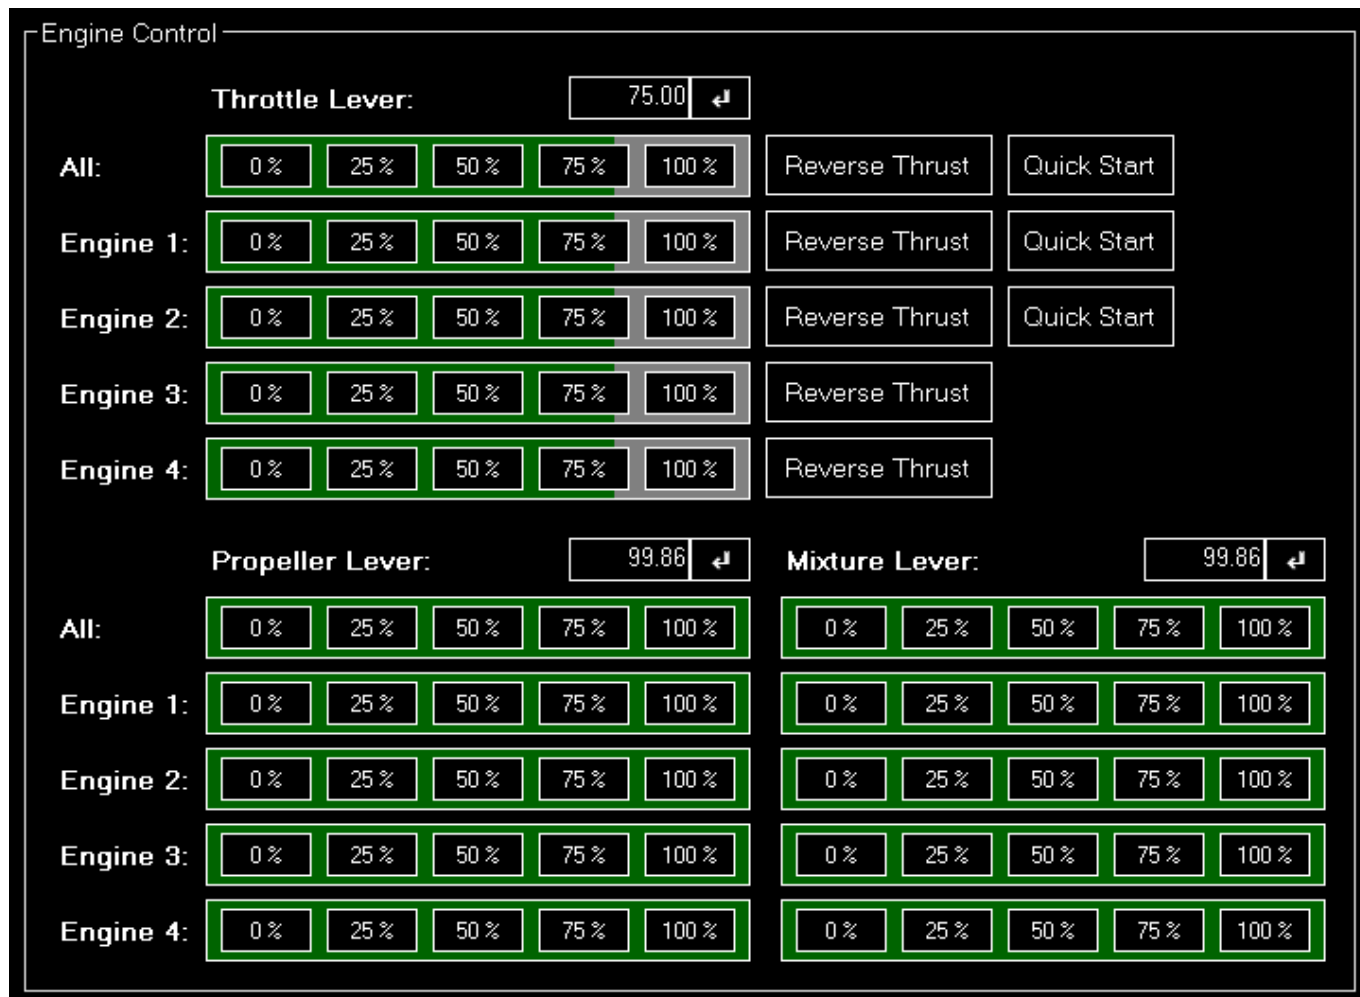 Engine Control
Throttle Lever: 75.00
All: 0 % 25 % 50 % 75 % 100 % Reverse Thrust Quick Start
Engine 1: 0 % 25 % 50 % 75 % 100 % Reverse Thrust Quick Start
Engine 2: 0 % 25 % 50 % 75 % 100 % Reverse Thrust Quick Start
Engine 3: 0 % 25 % 50 % 75 % 100 % Reverse Thrust
Engine 4: 0 % 25 % 50 % 75 % 100 % Reverse Thrust
Propeller Lever: 99.86 Mixture Lever: 99.86
All: 0 % 25 % 50 % 75 % 100 % 0 % 25 % 50 % 75 % 100 %
Engine 1: 0 % 25 % 50 % 75 % 100 % 0 % 25 % 50 % 75 % 100 %
Engine 2: 0 % 25 % 50 % 75 % 100 % 0 % 25 % 50 % 75 % 100 %
Engine 3: 0 % 25 % 50 % 75 % 100 % 0 % 25 % 50 % 75 % 100 %
Engine 4: 0 % 25 % 50 % 75 % 100 % 0 % 25 % 50 % 75 % 100 %